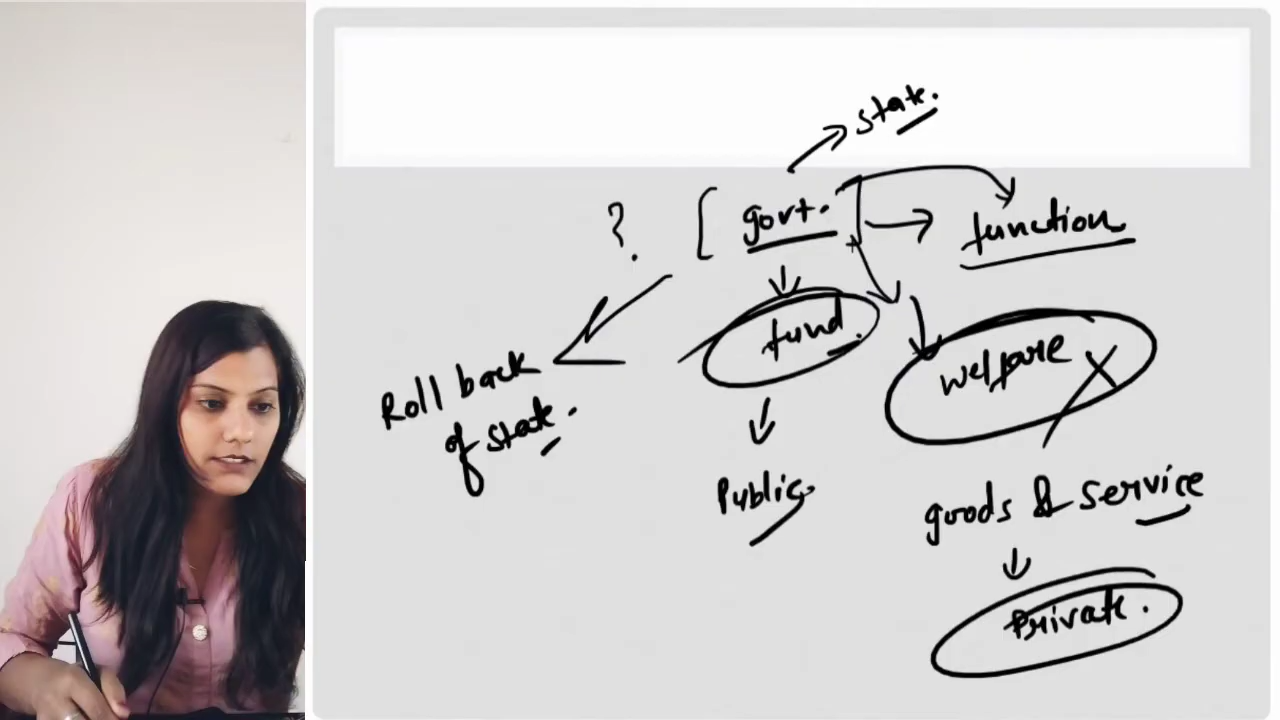 state.
? [ govt. ]
function
fund.
welfare
Roll back
of state.
Public
goods & service
Private.